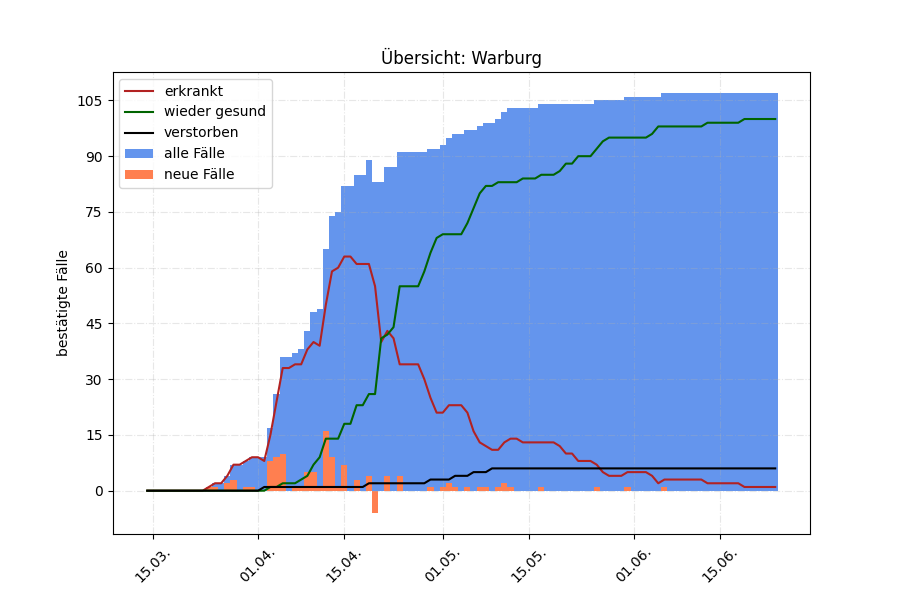 Übersicht: Warburg
erkrankt
wieder gesund
verstorben
alle Fälle
neue Fälle
bestätigte Fälle
105
90
75
60
45
30
15
0
15.03.
01.04.
15.04.
01.05.
15.05.
01.06.
15.06.